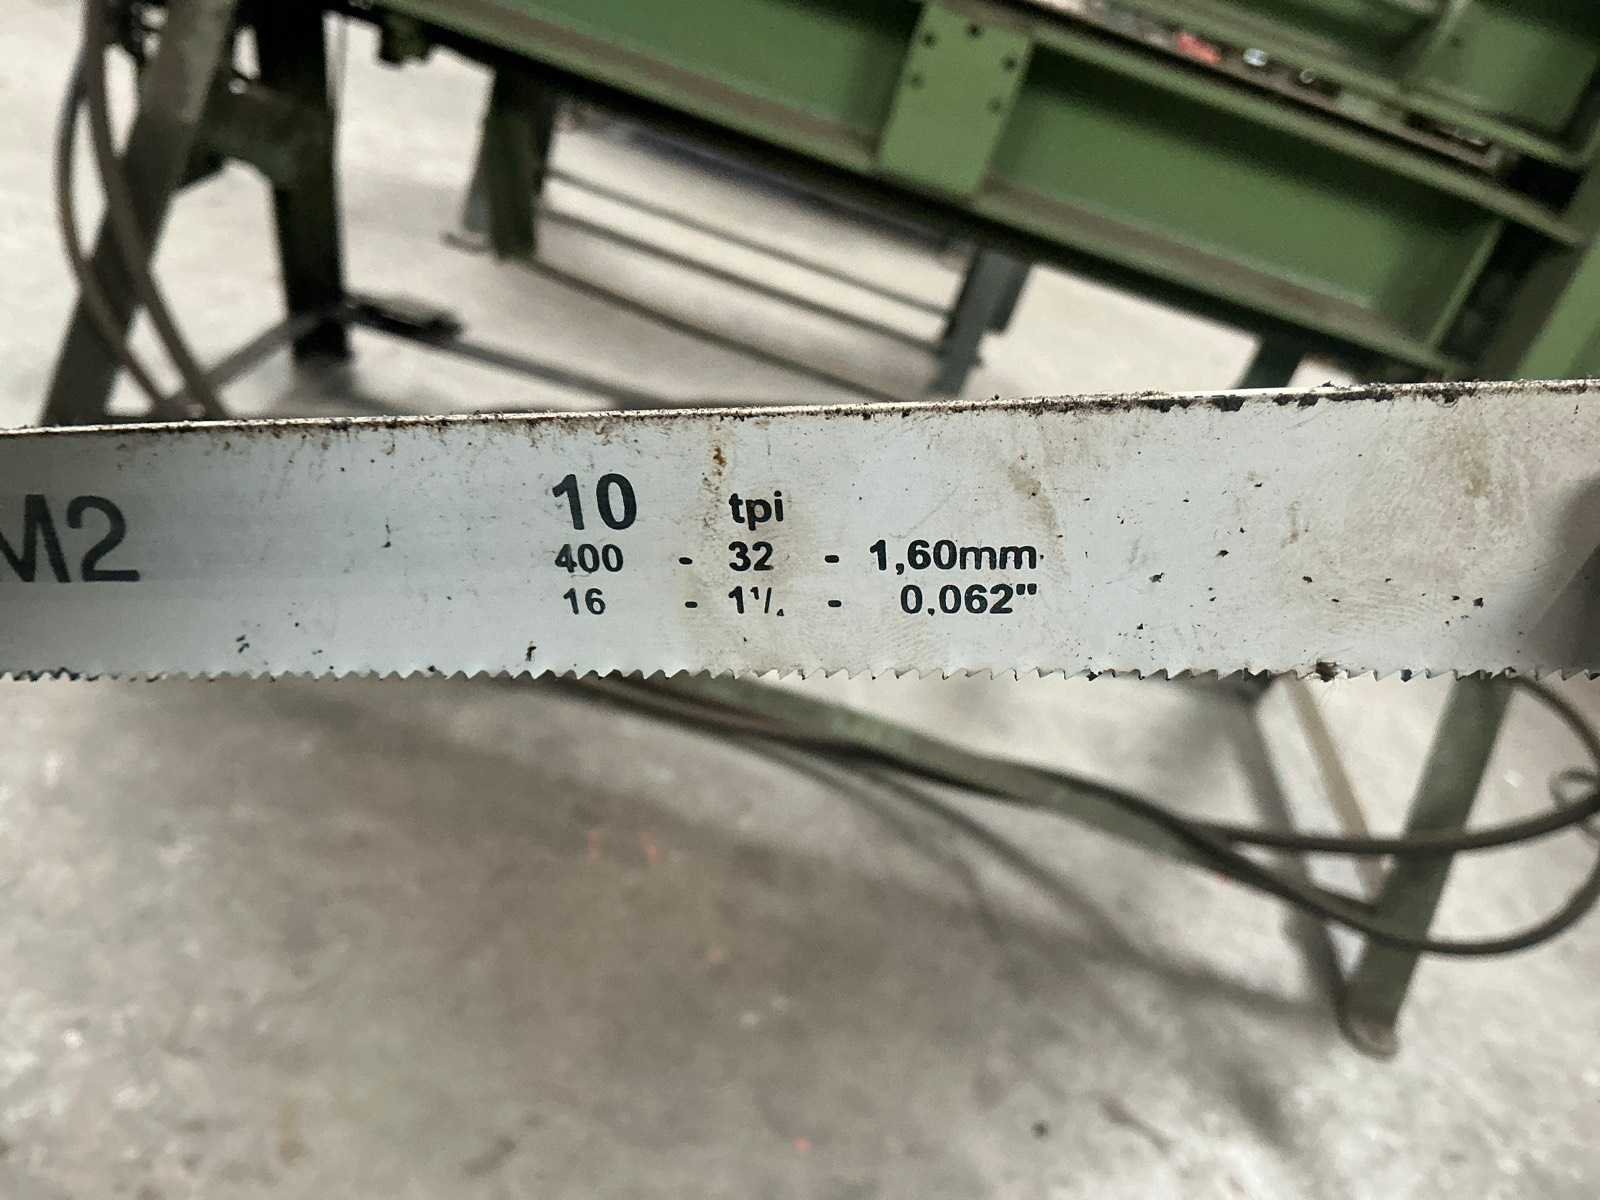 M2
10 tpi
400 - 32 - 1,60mm
16 - 1¹/₄ - 0.062"